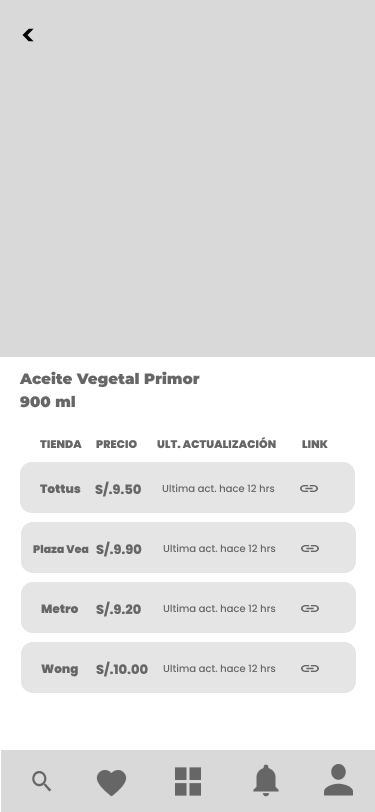 Aceite Vegetal Primor
900 ml
TIENDA PRECIO ULT. ACTUALIZACIÓN LINK
Tottus S/.9.50 Ultima act. hace 12 hrs
Plaza Vea S/.9.90 Ultima act. hace 12 hrs
Metro S/.9.20 Ultima act. hace 12 hrs
Wong S/.10.00 Ultima act. hace 12 hrs